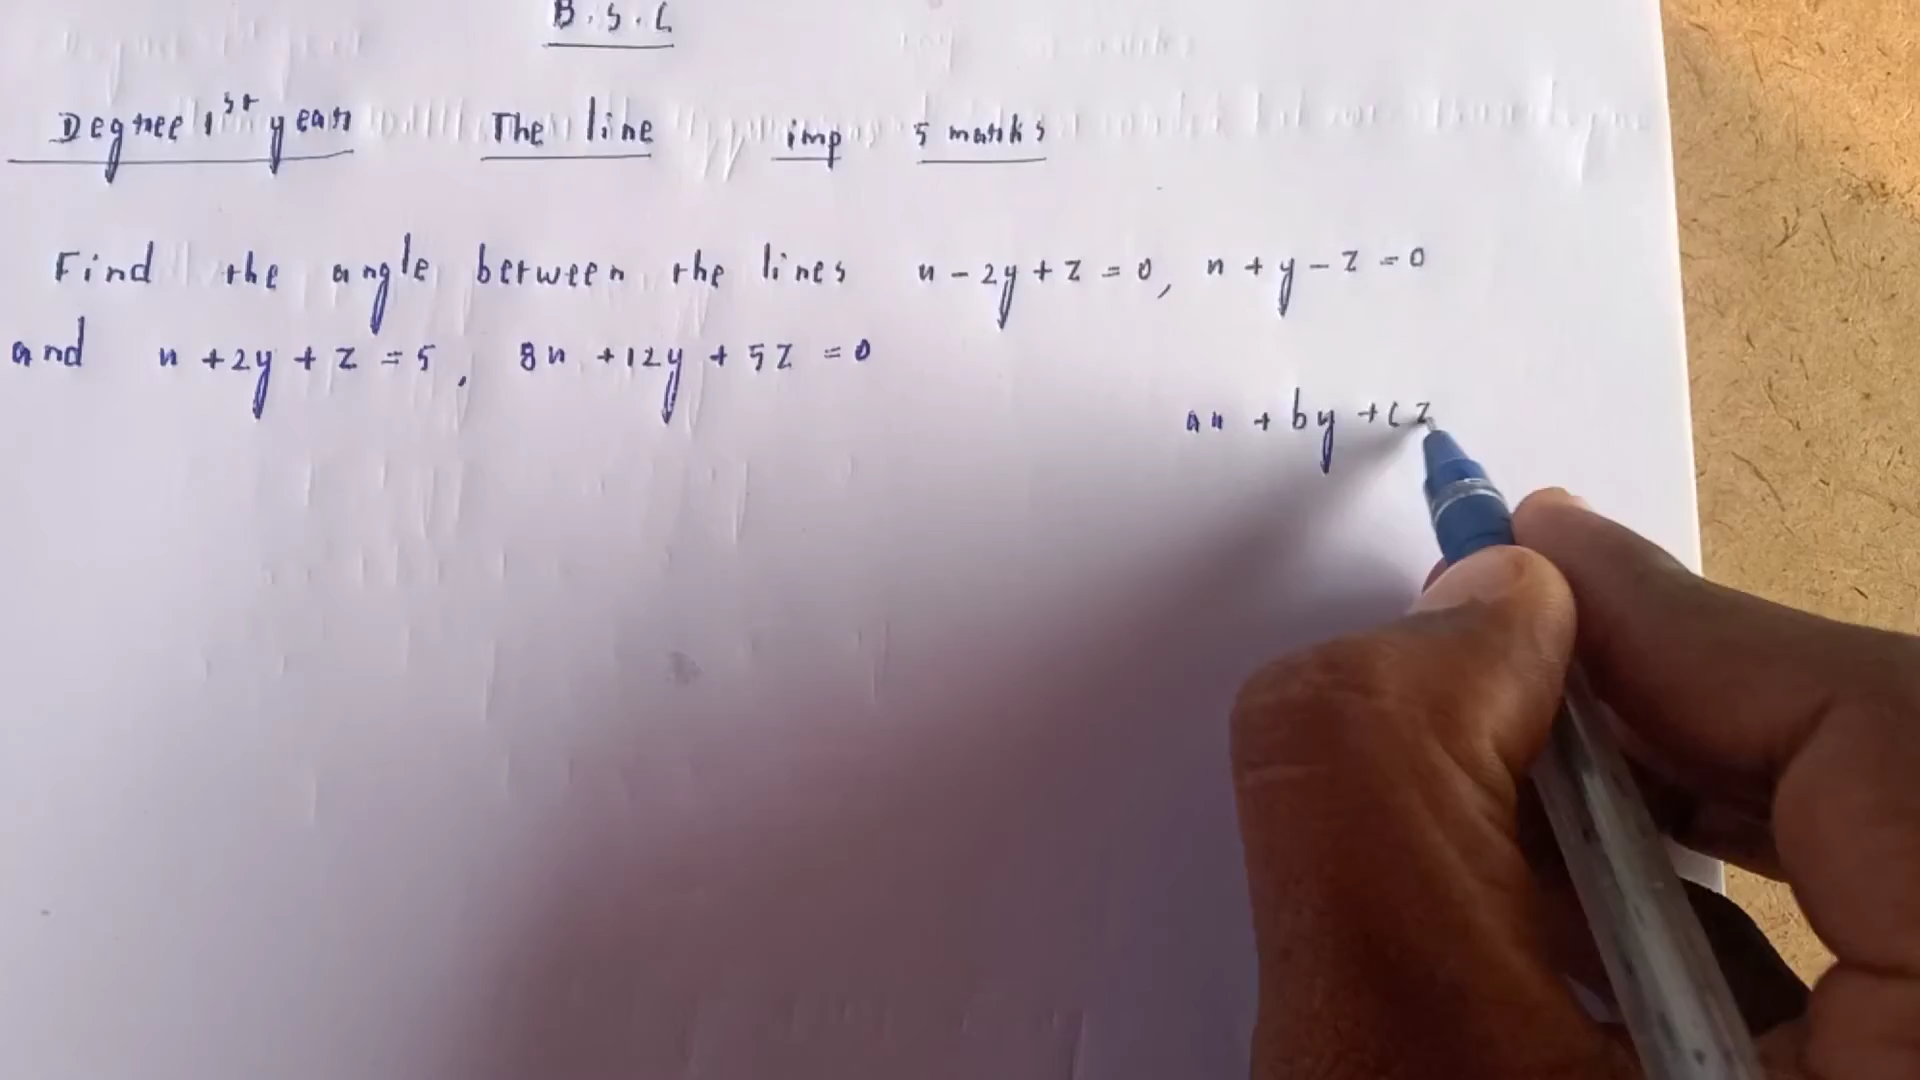 B.S.C
Degree 1st year The line imp 5 marks
Find the angle between the lines x - 2y + z = 0, x + y - z = 0
and x + 2y + z = 5, 8x + 12y + 5z = 0
ax + by + cz